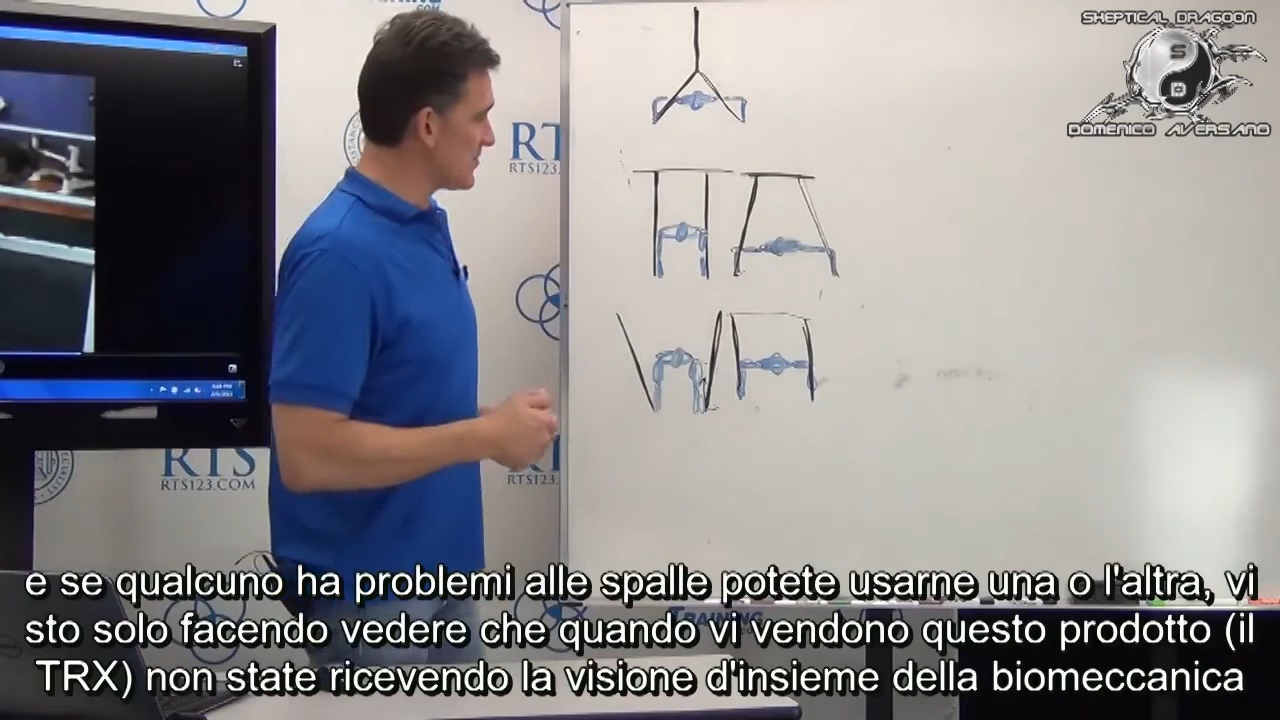 SKEPTICAL DRAGOON
S
D
DOMENICO AVERSANO
RTS123.COM
RTS
RTS123.COM
RTS123.COM
TRAINING
e se qualcuno ha problemi alle spalle potete usarne una o l'altra, vi
sto solo facendo vedere che quando vi vendono questo prodotto (il
TRX) non state ricevendo la visione d'insieme della biomeccanica